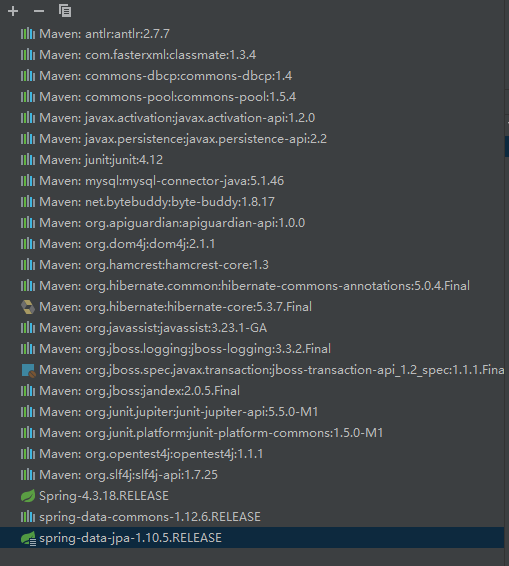 Maven: antlr:antlr:2.7.7
Maven: com.fasterxml:classmate:1.3.4
Maven: commons-dbcp:commons-dbcp:1.4
Maven: commons-pool:commons-pool:1.5.4
Maven: javax.activation:javax.activation-api:1.2.0
Maven: javax.persistence:javax.persistence-api:2.2
Maven: junit:junit:4.12
Maven: mysql:mysql-connector-java:5.1.46
Maven: net.bytebuddy:byte-buddy:1.8.17
Maven: org.apiguardian:apiguardian-api:1.0.0
Maven: org.dom4j:dom4j:2.1.1
Maven: org.hamcrest:hamcrest-core:1.3
Maven: org.hibernate.common:hibernate-commons-annotations:5.0.4.Final
Maven: org.hibernate:hibernate-core:5.3.7.Final
Maven: org.javassist:javassist:3.23.1-GA
Maven: org.jboss.logging:jboss-logging:3.3.2.Final
Maven: org.jboss.spec.javax.transaction:jboss-transaction-api_1.2_spec:1.1.1.Fina
Maven: org.jboss:jandex:2.0.5.Final
Maven: org.junit.jupiter:junit-jupiter-api:5.5.0-M1
Maven: org.junit.platform:junit-platform-commons:1.5.0-M1
Maven: org.opentest4j:opentest4j:1.1.1
Maven: org.slf4j:slf4j-api:1.7.25
Spring-4.3.18.RELEASE
spring-data-commons-1.12.6.RELEASE
spring-data-jpa-1.10.5.RELEASE